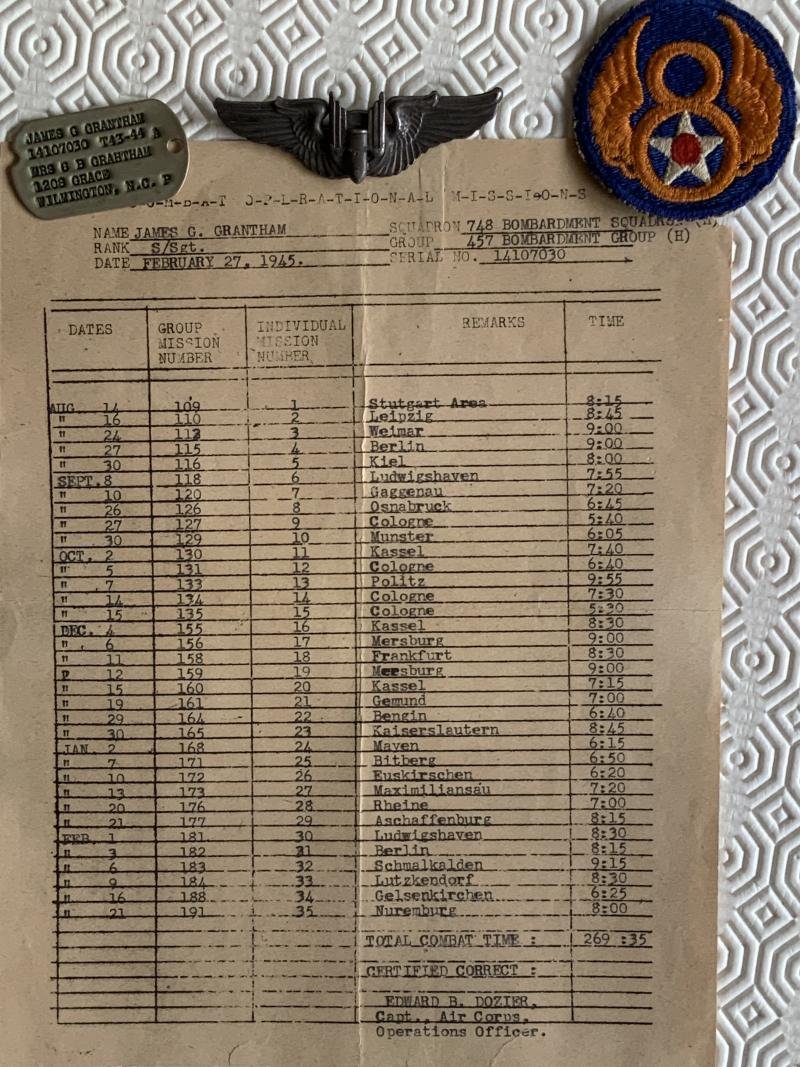 JAMES G GRANTHAM
14107030 T43-44 A
MRS G B GRANTHAM
1209 GRACE
WILMINGTON, N.C. P
8
O-P-L-R-A-T-I-O-N-A-L M-I-S-S-I-O-N-S
NAME JAMES G. GRANTHAM SQUADRON 748 BOMBARDMENT SQUADRON (H)
RANK S/Sgt. GROUP 457 BOMBARDMENT GROUP (H)
DATE FEBRUARY 27, 1945. SERIAL NO. 14107030
DATES GROUP MISSION NUMBER INDIVIDUAL MISSION NUMBER REMARKS TIME
AUG. 14 109 1 Stutgart Area 8:15
" 16 110 2 Leipzig 8:45
" 24 113 3 Weimar 9:00
" 27 115 4 Berlin 9:00
" 30 116 5 Kiel 8:00
SEPT. 8 118 6 Ludwigshaven 7:55
" 10 120 7 Gaggenau 7:20
" 26 126 8 Osnabruck 6:45
" 27 127 9 Cologne 5:40
" 30 129 10 Munster 6:05
OCT. 2 130 11 Kassel 7:40
" 5 131 12 Cologne 6:40
" 7 133 13 Politz 9:55
" 14 134 14 Cologne 7:30
" 15 135 15 Cologne 5:30
DEC. 4 155 16 Kassel 8:30
" 6 156 17 Mersburg 9:00
" 11 158 18 Frankfurt 8:30
" 12 159 19 Mersburg 9:00
" 15 160 20 Kassel 7:15
" 19 161 21 Gemund 7:00
" 29 164 22 Bengin 6:40
" 30 165 23 Kaiserslautern 8:45
JAN. 2 168 24 Mayen 6:15
" 7 171 25 Bitberg 6:50
" 10 172 26 Euskirschen 6:20
" 13 173 27 Maximiliansau 7:20
" 20 176 28 Rheine 7:00
" 21 177 29 Aschaffenburg 8:15
FEB. 1 181 30 Ludwigshaven 8:30
" 3 182 31 Berlin 8:15
" 6 183 32 Schmalkalden 9:15
" 9 184 33 Lutzkendorf 8:30
" 16 188 34 Gelsenkirchen 6:25
" 21 191 35 Nuremburg 8:00
TOTAL COMBAT TIME : 269 :35
CERTIFIED CORRECT :
EDWARD B. DOZIER,
Capt., Air Corps,
Operations Officer.